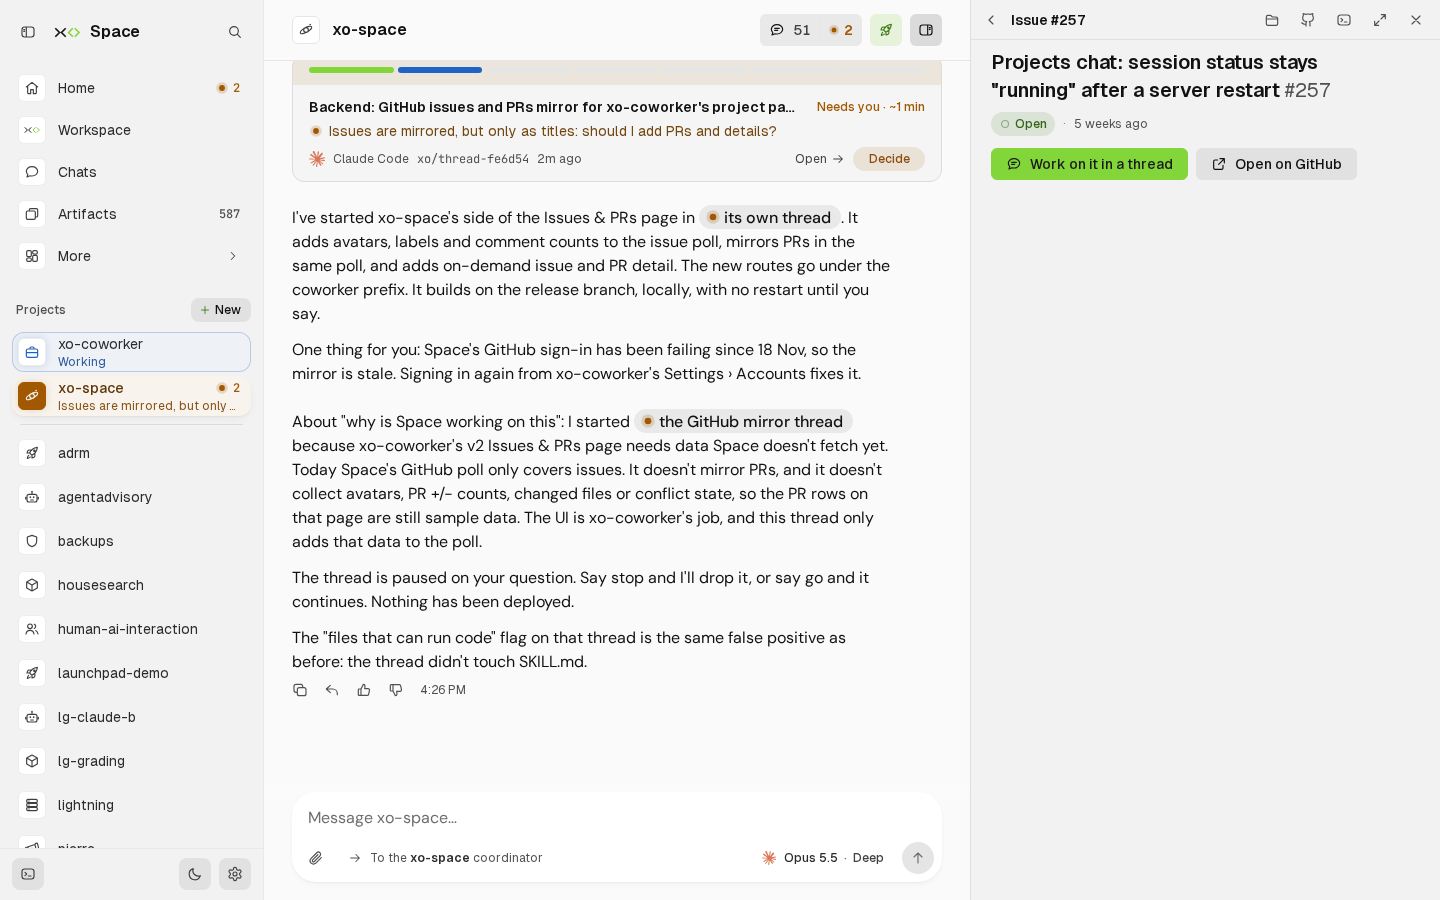 Space
Home
2
Workspace
Chats
Artifacts
587
More
Projects
+ New
xo-coworker
Working
xo-space
2
Issues are mirrored, but only …
adrm
agentadvisory
backups
housesearch
human-ai-interaction
launchpad-demo
lg-claude-b
lg-grading
lightning
xo-space
51
2
Backend: GitHub issues and PRs mirror for xo-coworker's project pa…
Needs you · ~1 min
Issues are mirrored, but only as titles: should I add PRs and details?
Claude Code xo/thread-fe6d54 2m ago
Open →
Decide
I've started xo-space's side of the Issues & PRs page in its own thread . It
adds avatars, labels and comment counts to the issue poll, mirrors PRs in the
same poll, and adds on-demand issue and PR detail. The new routes go under the
coworker prefix. It builds on the release branch, locally, with no restart until you
say.
One thing for you: Space's GitHub sign-in has been failing since 18 Nov, so the
mirror is stale. Signing in again from xo-coworker's Settings › Accounts fixes it.
About "why is Space working on this": I started the GitHub mirror thread
because xo-coworker's v2 Issues & PRs page needs data Space doesn't fetch yet.
Today Space's GitHub poll only covers issues. It doesn't mirror PRs, and it doesn't
collect avatars, PR +/- counts, changed files or conflict state, so the PR rows on
that page are still sample data. The UI is xo-coworker's job, and this thread only
adds that data to the poll.
The thread is paused on your question. Say stop and I'll drop it, or say go and it
continues. Nothing has been deployed.
The "files that can run code" flag on that thread is the same false positive as
before: the thread didn't touch SKILL.md.
4:26 PM
Message xo-space...
→ To the xo-space coordinator
Opus 5.5 · Deep
Issue #257
Projects chat: session status stays
"running" after a server restart #257
Open · 5 weeks ago
Work on it in a thread
Open on GitHub